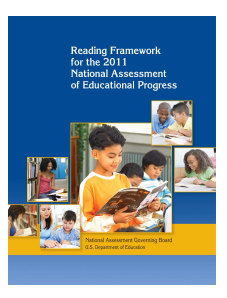 Reading Framework
for the 2011
National Assessment
of Educational Progress
National Assessment Governing Board
U.S. Department of Education